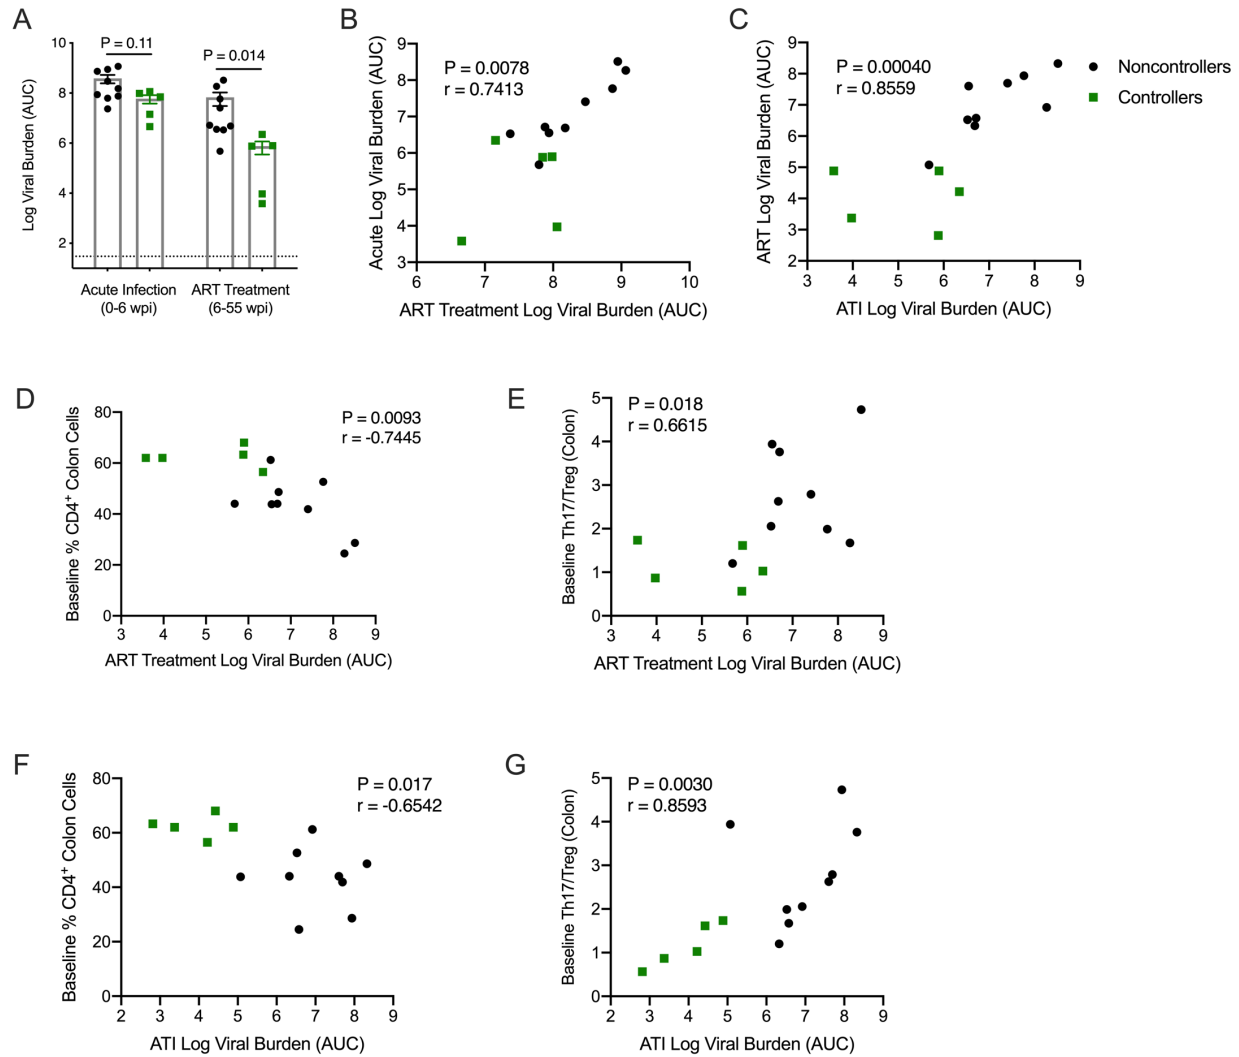 A
P = 0.11
P = 0.014
10
8
6
4
2
Log Viral Burden (AUC)
Acute Infection
(0-6 wpi)
ART Treatment
(6-55 wpi)
B
P = 0.0078
r = 0.7413
9
8
7
6
5
4
3
Acute Log Viral Burden (AUC)
6 7 8 9 10
ART Treatment Log Viral Burden (AUC)
C
P = 0.00040
r = 0.8559
9
8
7
6
5
4
3
2
ART Log Viral Burden (AUC)
3 4 5 6 7 8 9
ATI Log Viral Burden (AUC)
Noncontrollers
Controllers
D
P = 0.0093
r = -0.7445
80
60
40
20
0
Baseline % CD4+ Colon Cells
3 4 5 6 7 8 9
ART Treatment Log Viral Burden (AUC)
E
P = 0.018
r = 0.6615
5
4
3
2
1
0
Baseline Th17/Treg (Colon)
3 4 5 6 7 8 9
ART Treatment Log Viral Burden (AUC)
F
P = 0.017
r = -0.6542
80
60
40
20
0
Baseline % CD4+ Colon Cells
2 3 4 5 6 7 8 9
ATI Log Viral Burden (AUC)
G
P = 0.0030
r = 0.8593
5
4
3
2
1
0
Baseline Th17/Treg (Colon)
2 3 4 5 6 7 8 9
ATI Log Viral Burden (AUC)